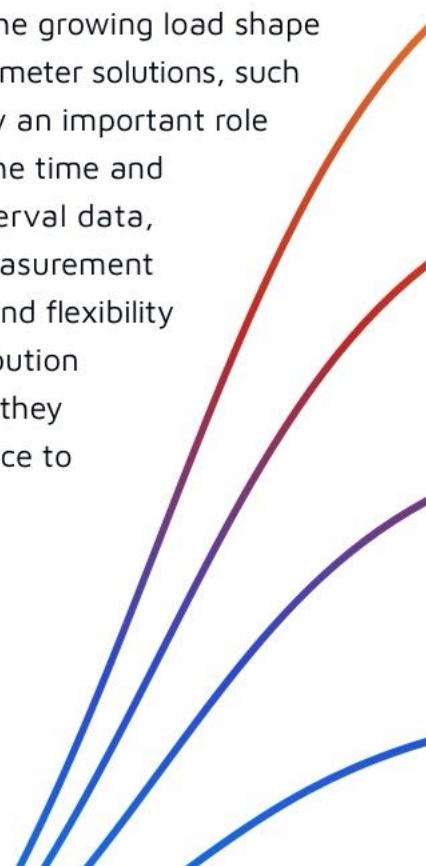 he growing load shape
meter solutions, such
y an important role
ne time and
erval data,
asurement
nd flexibility
bution
they
ce to